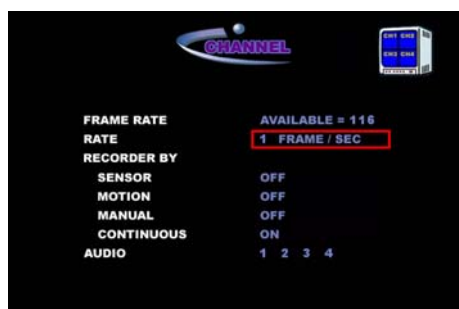 CHANNEL
CH1 CH2
CH3 CH4
FRAME RATE AVAILABLE = 116
RATE 1 FRAME / SEC
RECORDER BY
SENSOR OFF
MOTION OFF
MANUAL OFF
CONTINUOUS ON
AUDIO 1 2 3 4